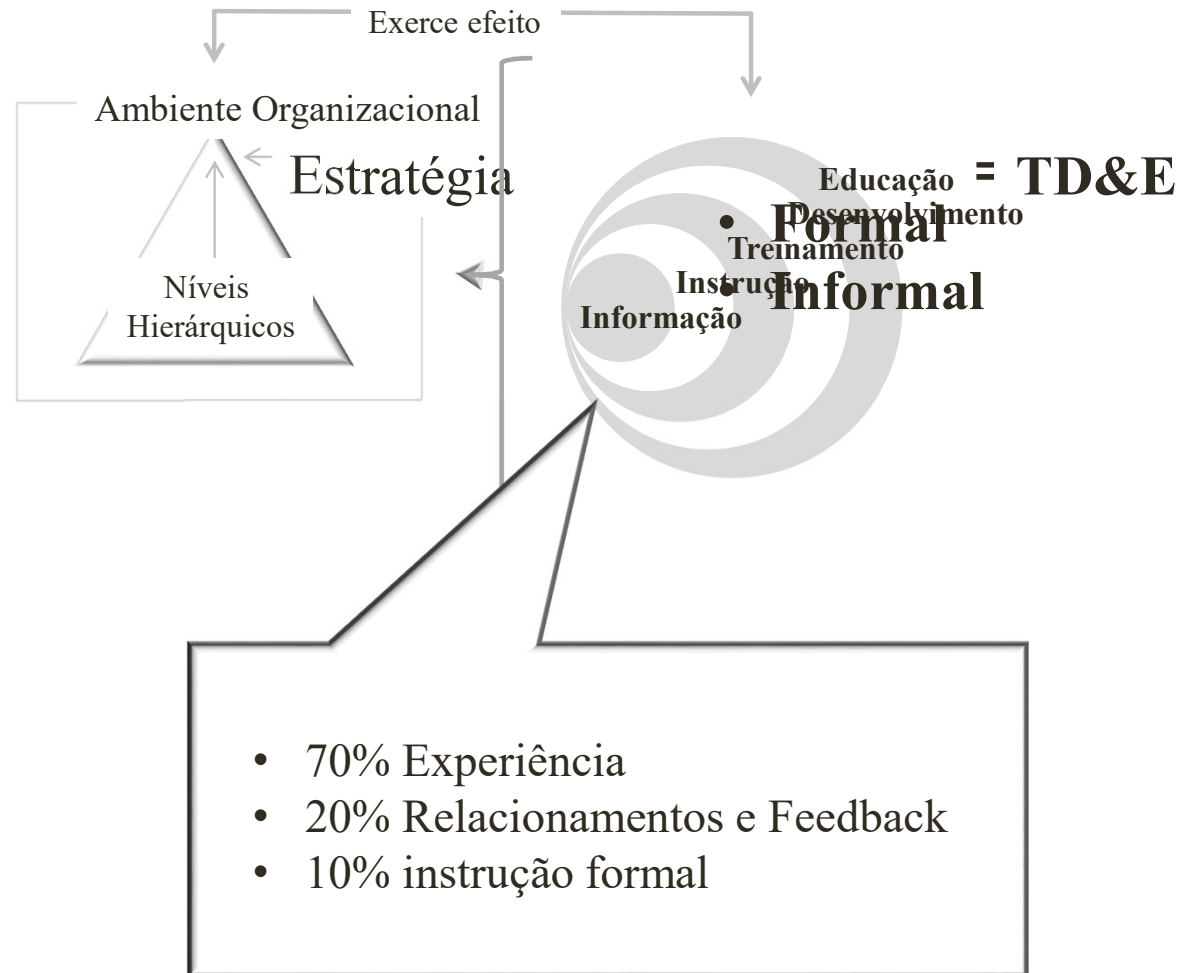 Exerce efeito
Ambiente Organizacional
Estratégia
Níveis
Hierárquicos
Educação
= TD&E
Desenvolvimento
• Formal
Treinamento
Instrução
• Informal
Informação
• 70% Experiência
• 20% Relacionamentos e Feedback
• 10% instrução formal